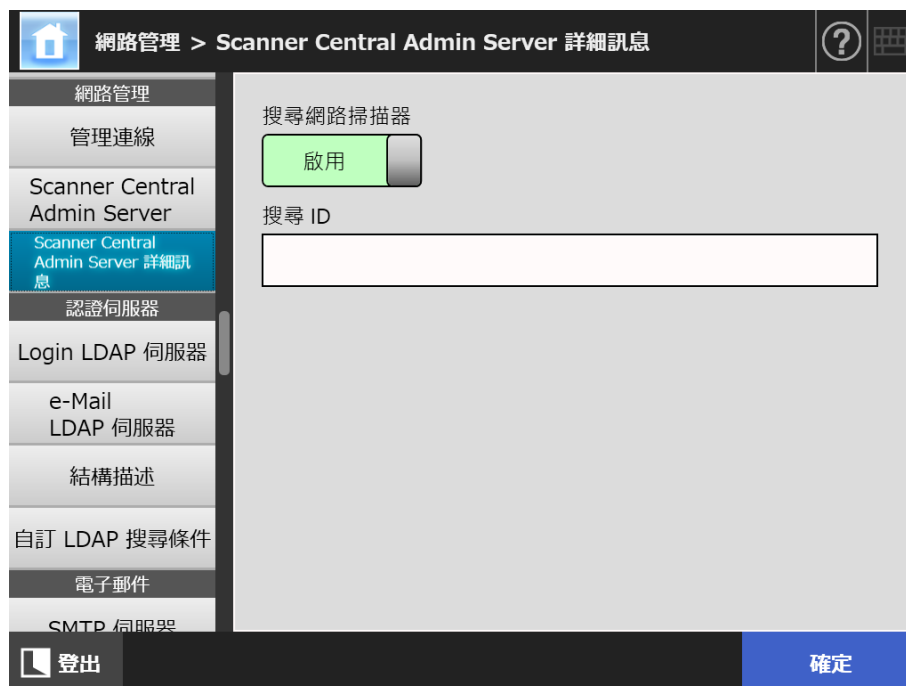 網路管理 > Scanner Central Admin Server 詳細訊息
?
網路管理
管理連線
Scanner Central
Admin Server
Scanner Central
Admin Server 詳細訊
息
認證伺服器
Login LDAP 伺服器
e-Mail
LDAP 伺服器
結構描述
自訂 LDAP 搜尋條件
電子郵件
SMTP 伺服器
搜尋網路掃描器
啟用
搜尋 ID
登出
確定